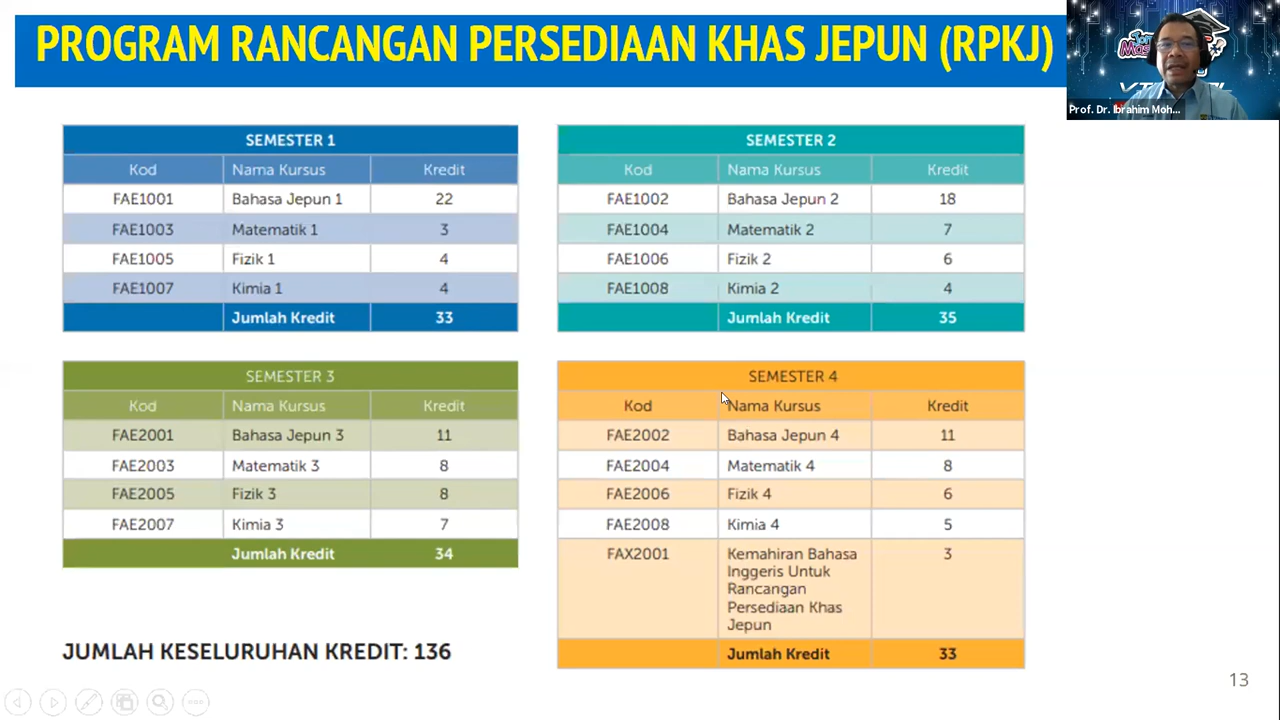 PROGRAM RANCANGAN PERSEDIAAN KHAS JEPUN (RPKJ)
Prof. Dr. Ibrahim Moh...
SEMESTER 1
Kod Nama Kursus Kredit
FAE1001 Bahasa Jepun 1 22
FAE1003 Matematik 1 3
FAE1005 Fizik 1 4
FAE1007 Kimia 1 4
Jumlah Kredit 33
SEMESTER 2
Kod Nama Kursus Kredit
FAE1002 Bahasa Jepun 2 18
FAE1004 Matematik 2 7
FAE1006 Fizik 2 6
FAE1008 Kimia 2 4
Jumlah Kredit 35
SEMESTER 3
Kod Nama Kursus Kredit
FAE2001 Bahasa Jepun 3 11
FAE2003 Matematik 3 8
FAE2005 Fizik 3 8
FAE2007 Kimia 3 7
Jumlah Kredit 34
SEMESTER 4
Kod Nama Kursus Kredit
FAE2002 Bahasa Jepun 4 11
FAE2004 Matematik 4 8
FAE2006 Fizik 4 6
FAE2008 Kimia 4 5
FAX2001 Kemahiran Bahasa 3
Inggeris Untuk
Rancangan
Persediaan Khas
Jepun
Jumlah Kredit 33
JUMLAH KESELURUHAN KREDIT: 136
13